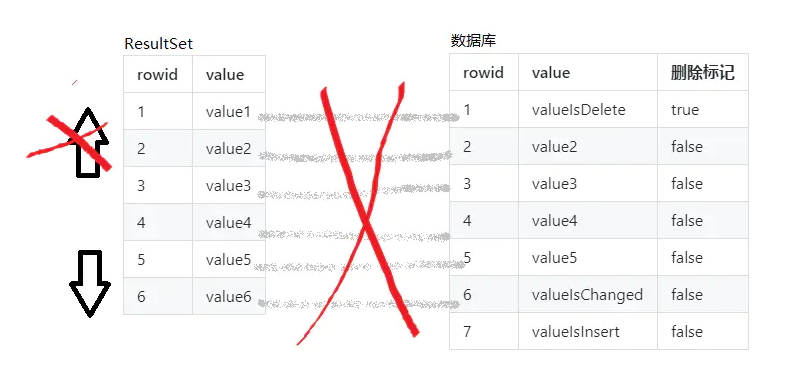 ResultSet
rowid value
1 value1
2 value2
3 value3
4 value4
5 value5
6 value6
数据库
rowid value 删除标记
1 valueIsDelete true
2 value2 false
3 value3 false
4 value4 false
5 value5 false
6 valueIsChanged false
7 valueIsInsert false